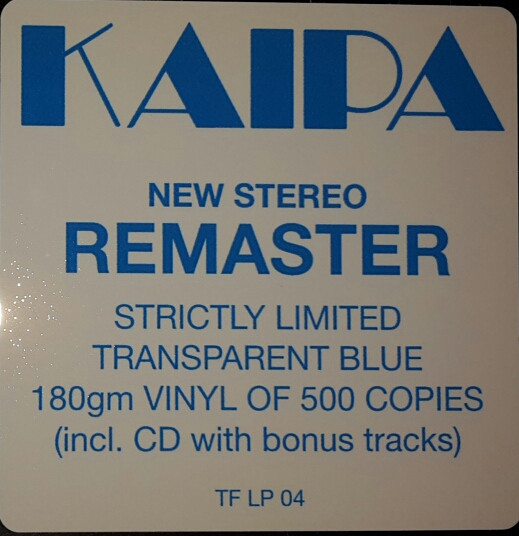 KAIPA
NEW STEREO
REMASTER
STRICTLY LIMITED
TRANSPARENT BLUE
180gm VINYL OF 500 COPIES
(incl. CD with bonus tracks)
TF LP 04